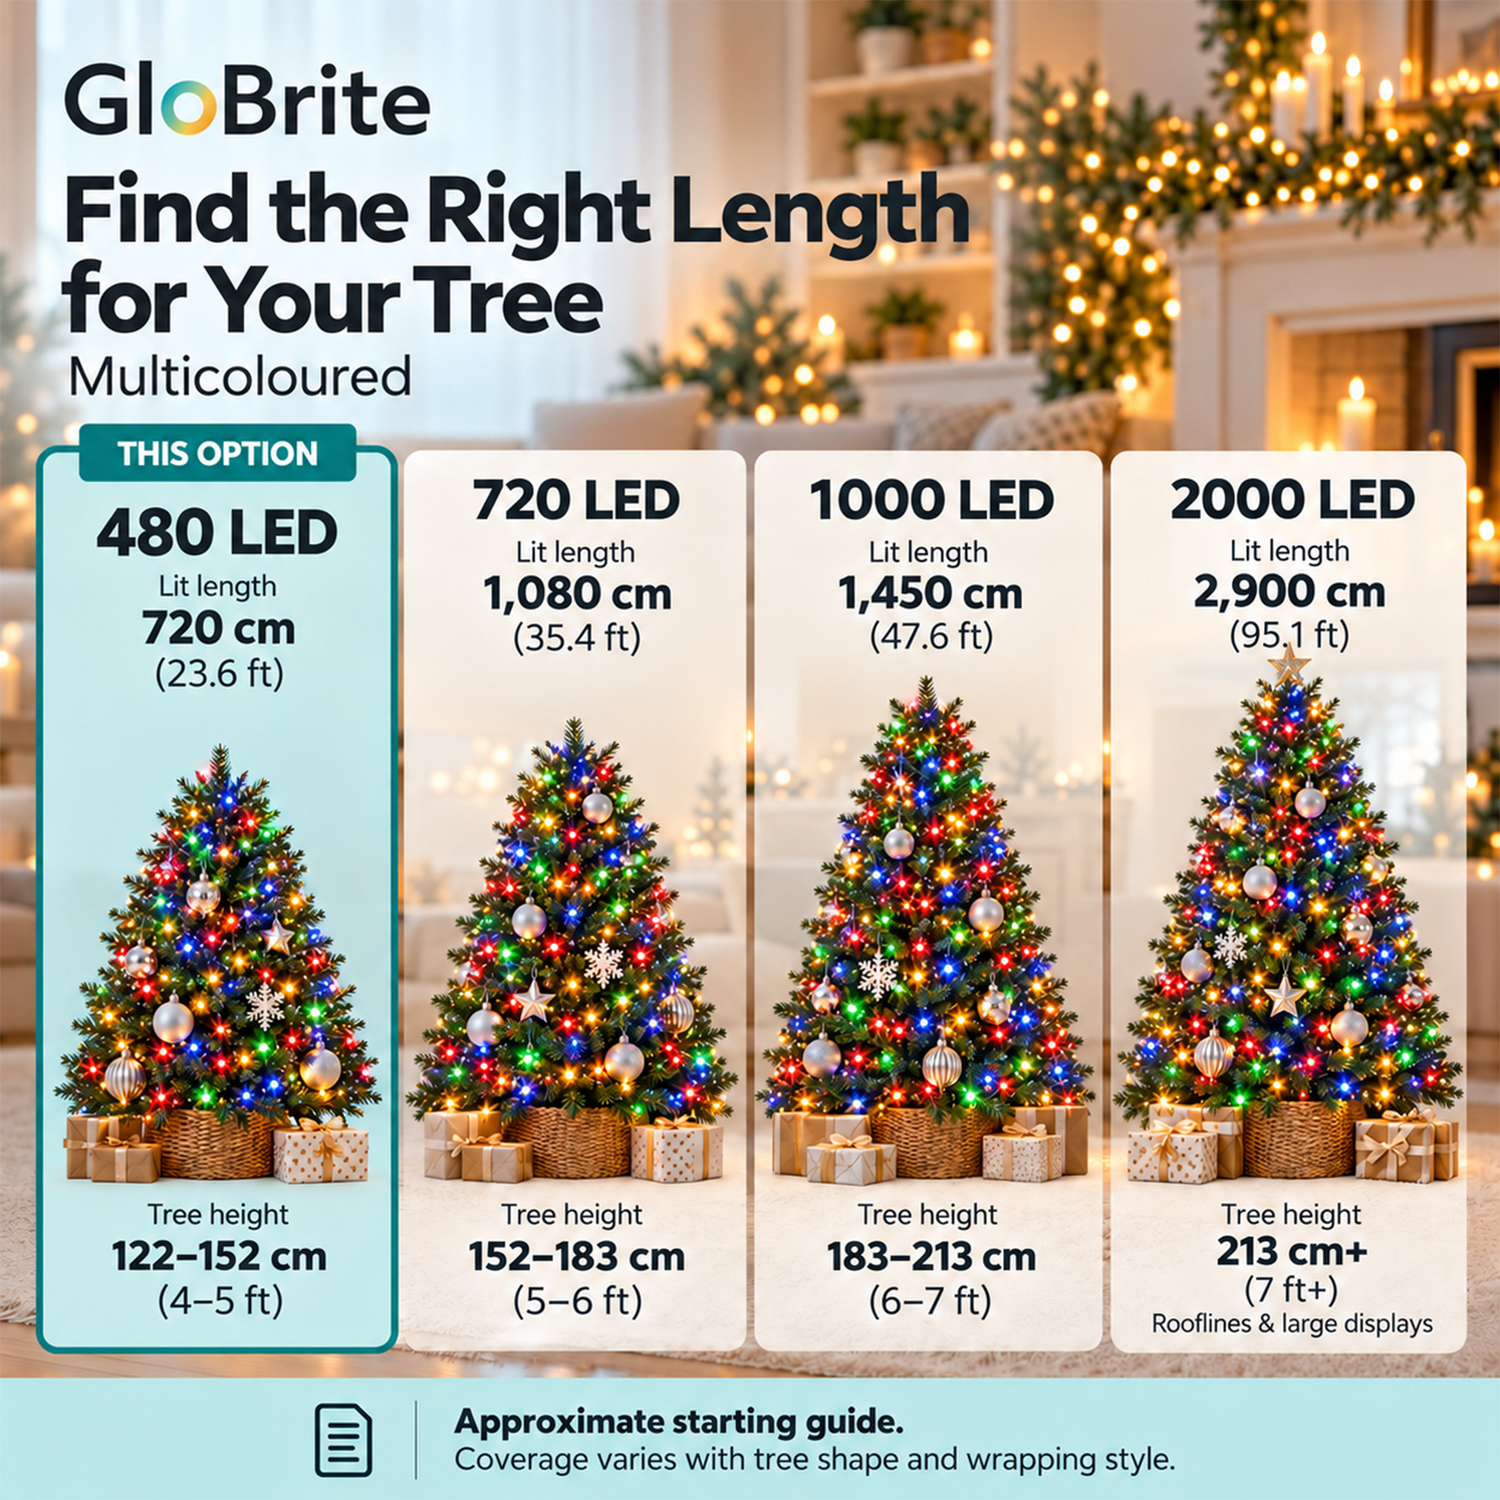 GloBrite
Find the Right Length
for Your Tree
Multicoloured
THIS OPTION
480 LED
Lit length
720 cm
(23.6 ft)
Tree height
122–152 cm
(4–5 ft)
720 LED
Lit length
1,080 cm
(35.4 ft)
Tree height
152–183 cm
(5–6 ft)
1000 LED
Lit length
1,450 cm
(47.6 ft)
Tree height
183–213 cm
(6–7 ft)
2000 LED
Lit length
2,900 cm
(95.1 ft)
Tree height
213 cm+
(7 ft+)
Rooflines & large displays
Approximate starting guide.
Coverage varies with tree shape and wrapping style.